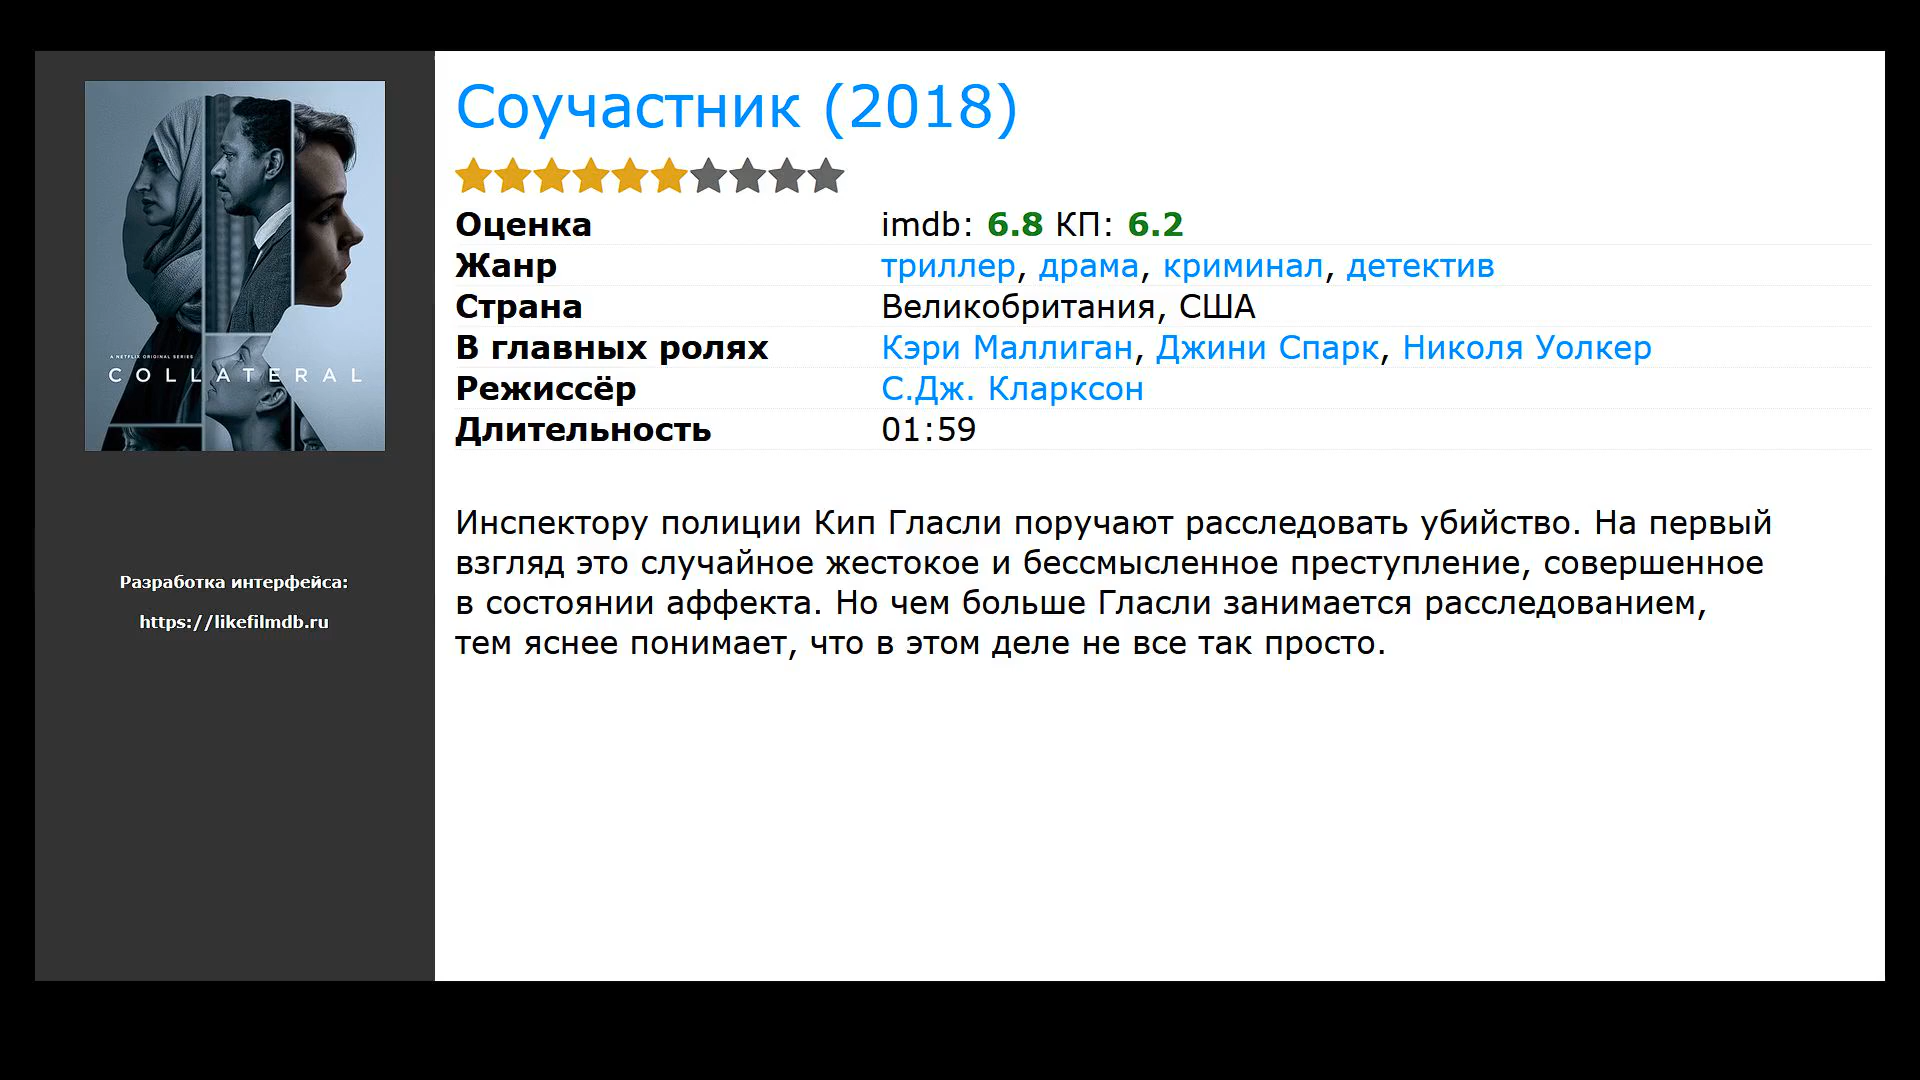 Соучастник (2018)
Оценка imdb: 6.8 КП: 6.2
Жанр триллер, драма, криминал, детектив
Страна Великобритания, США
В главных ролях Кэри Маллиган, Джини Спарк, Николя Уолкер
Режиссёр С.Дж. Кларксон
Длительность 01:59
Инспектору полиции Кип Гласли поручают расследовать убийство. На первый
взгляд это случайное жестокое и бессмысленное преступление, совершенное
в состоянии аффекта. Но чем больше Гласли занимается расследованием,
тем яснее понимает, что в этом деле не все так просто.
A NETFLIX ORIGINAL SERIES
COLLATERAL
Разработка интерфейса:
https://likefilmdb.ru